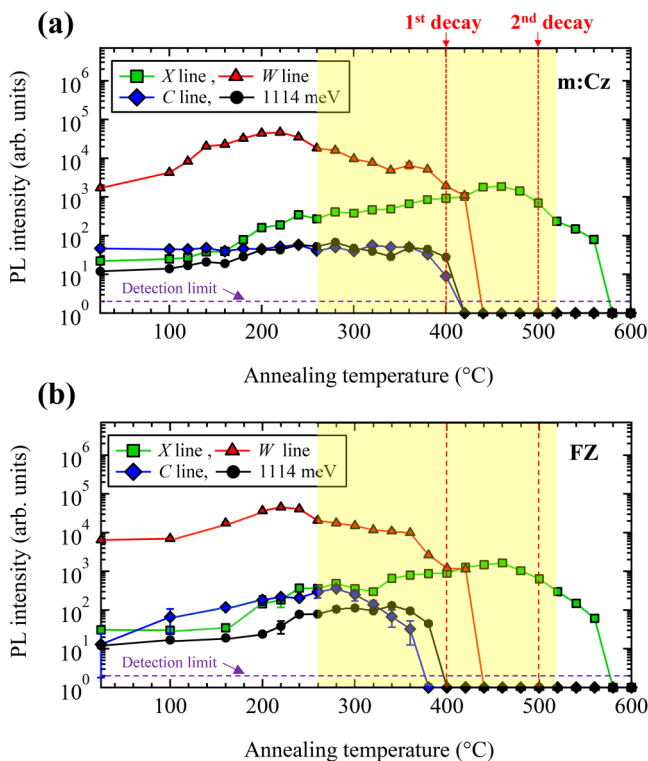 1st decay 2nd decay
(a)
m:Cz
X line , W line
C line, 1114 meV
PL intensity (arb. units)
10^7
10^6
10^5
10^4
10^3
10^2
10^1
10^0
Detection limit
100 200 300 400 500 600
Annealing temperature (°C)
(b)
FZ
X line , W line
C line, 1114 meV
PL intensity (arb. units)
10^6
10^5
10^4
10^3
10^2
10^1
10^0
Detection limit
100 200 300 400 500 600
Annealing temperature (°C)